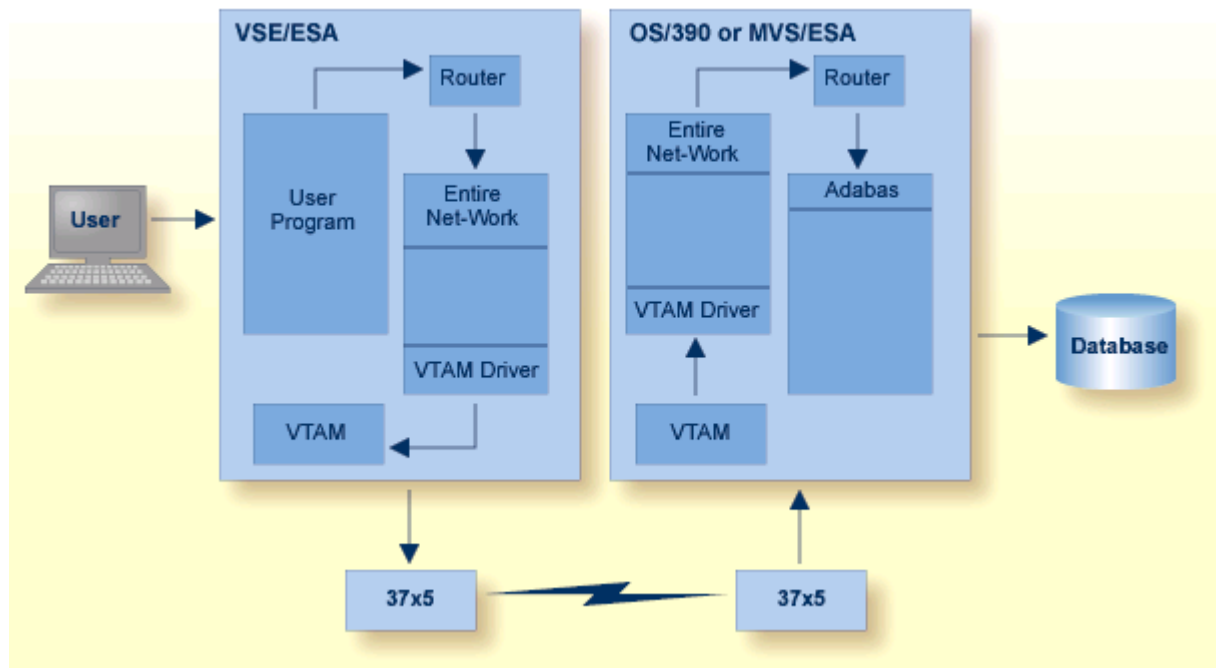 VSE/ESA
Router
User
Program
Entire
Net-Work
VTAM Driver
VTAM
User
OS/390 or MVS/ESA
Router
Entire
Net-Work
Adabas
VTAM Driver
VTAM
Database
37x5
37x5